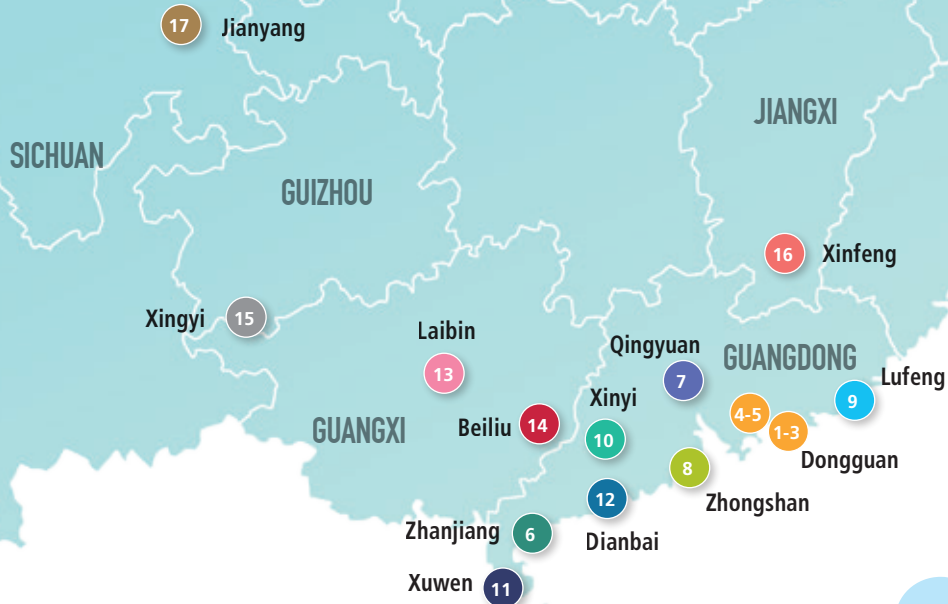 17 Jianyang
JIANGXI
SICHUAN
GUIZHOU
16 Xinfeng
Xingyi 15
Laibin
13
Qingyuan
7
GUANGDONG
Lufeng
9
Xinyi
10
4-5
1-3
Dongguan
GUANGXI
Beiliu 14
8
Zhongshan
12
Dianbai
Zhanjiang 6
Xuwen 11